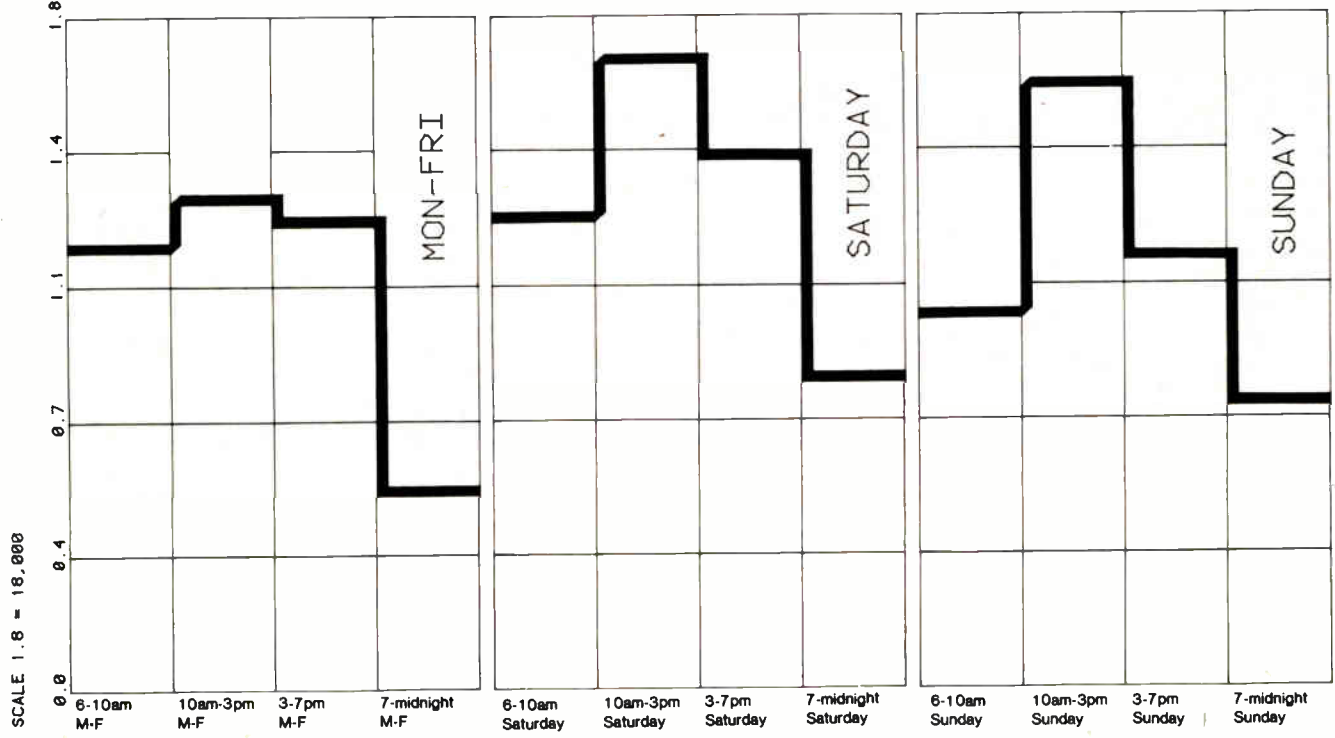 1.8
1.4
1.1
0.7
0.4
0.0
SCALE 1.8 = 18,000
MON-FRI
SATURDAY
SUNDAY
6-10am
M-F
10am-3pm
M-F
3-7pm
M-F
7-midnight
M-F
6-10am
Saturday
10am-3pm
Saturday
3-7pm
Saturday
7-midnight
Saturday
6-10am
Sunday
10am-3pm
Sunday
3-7pm
Sunday
7-midnight
Sunday